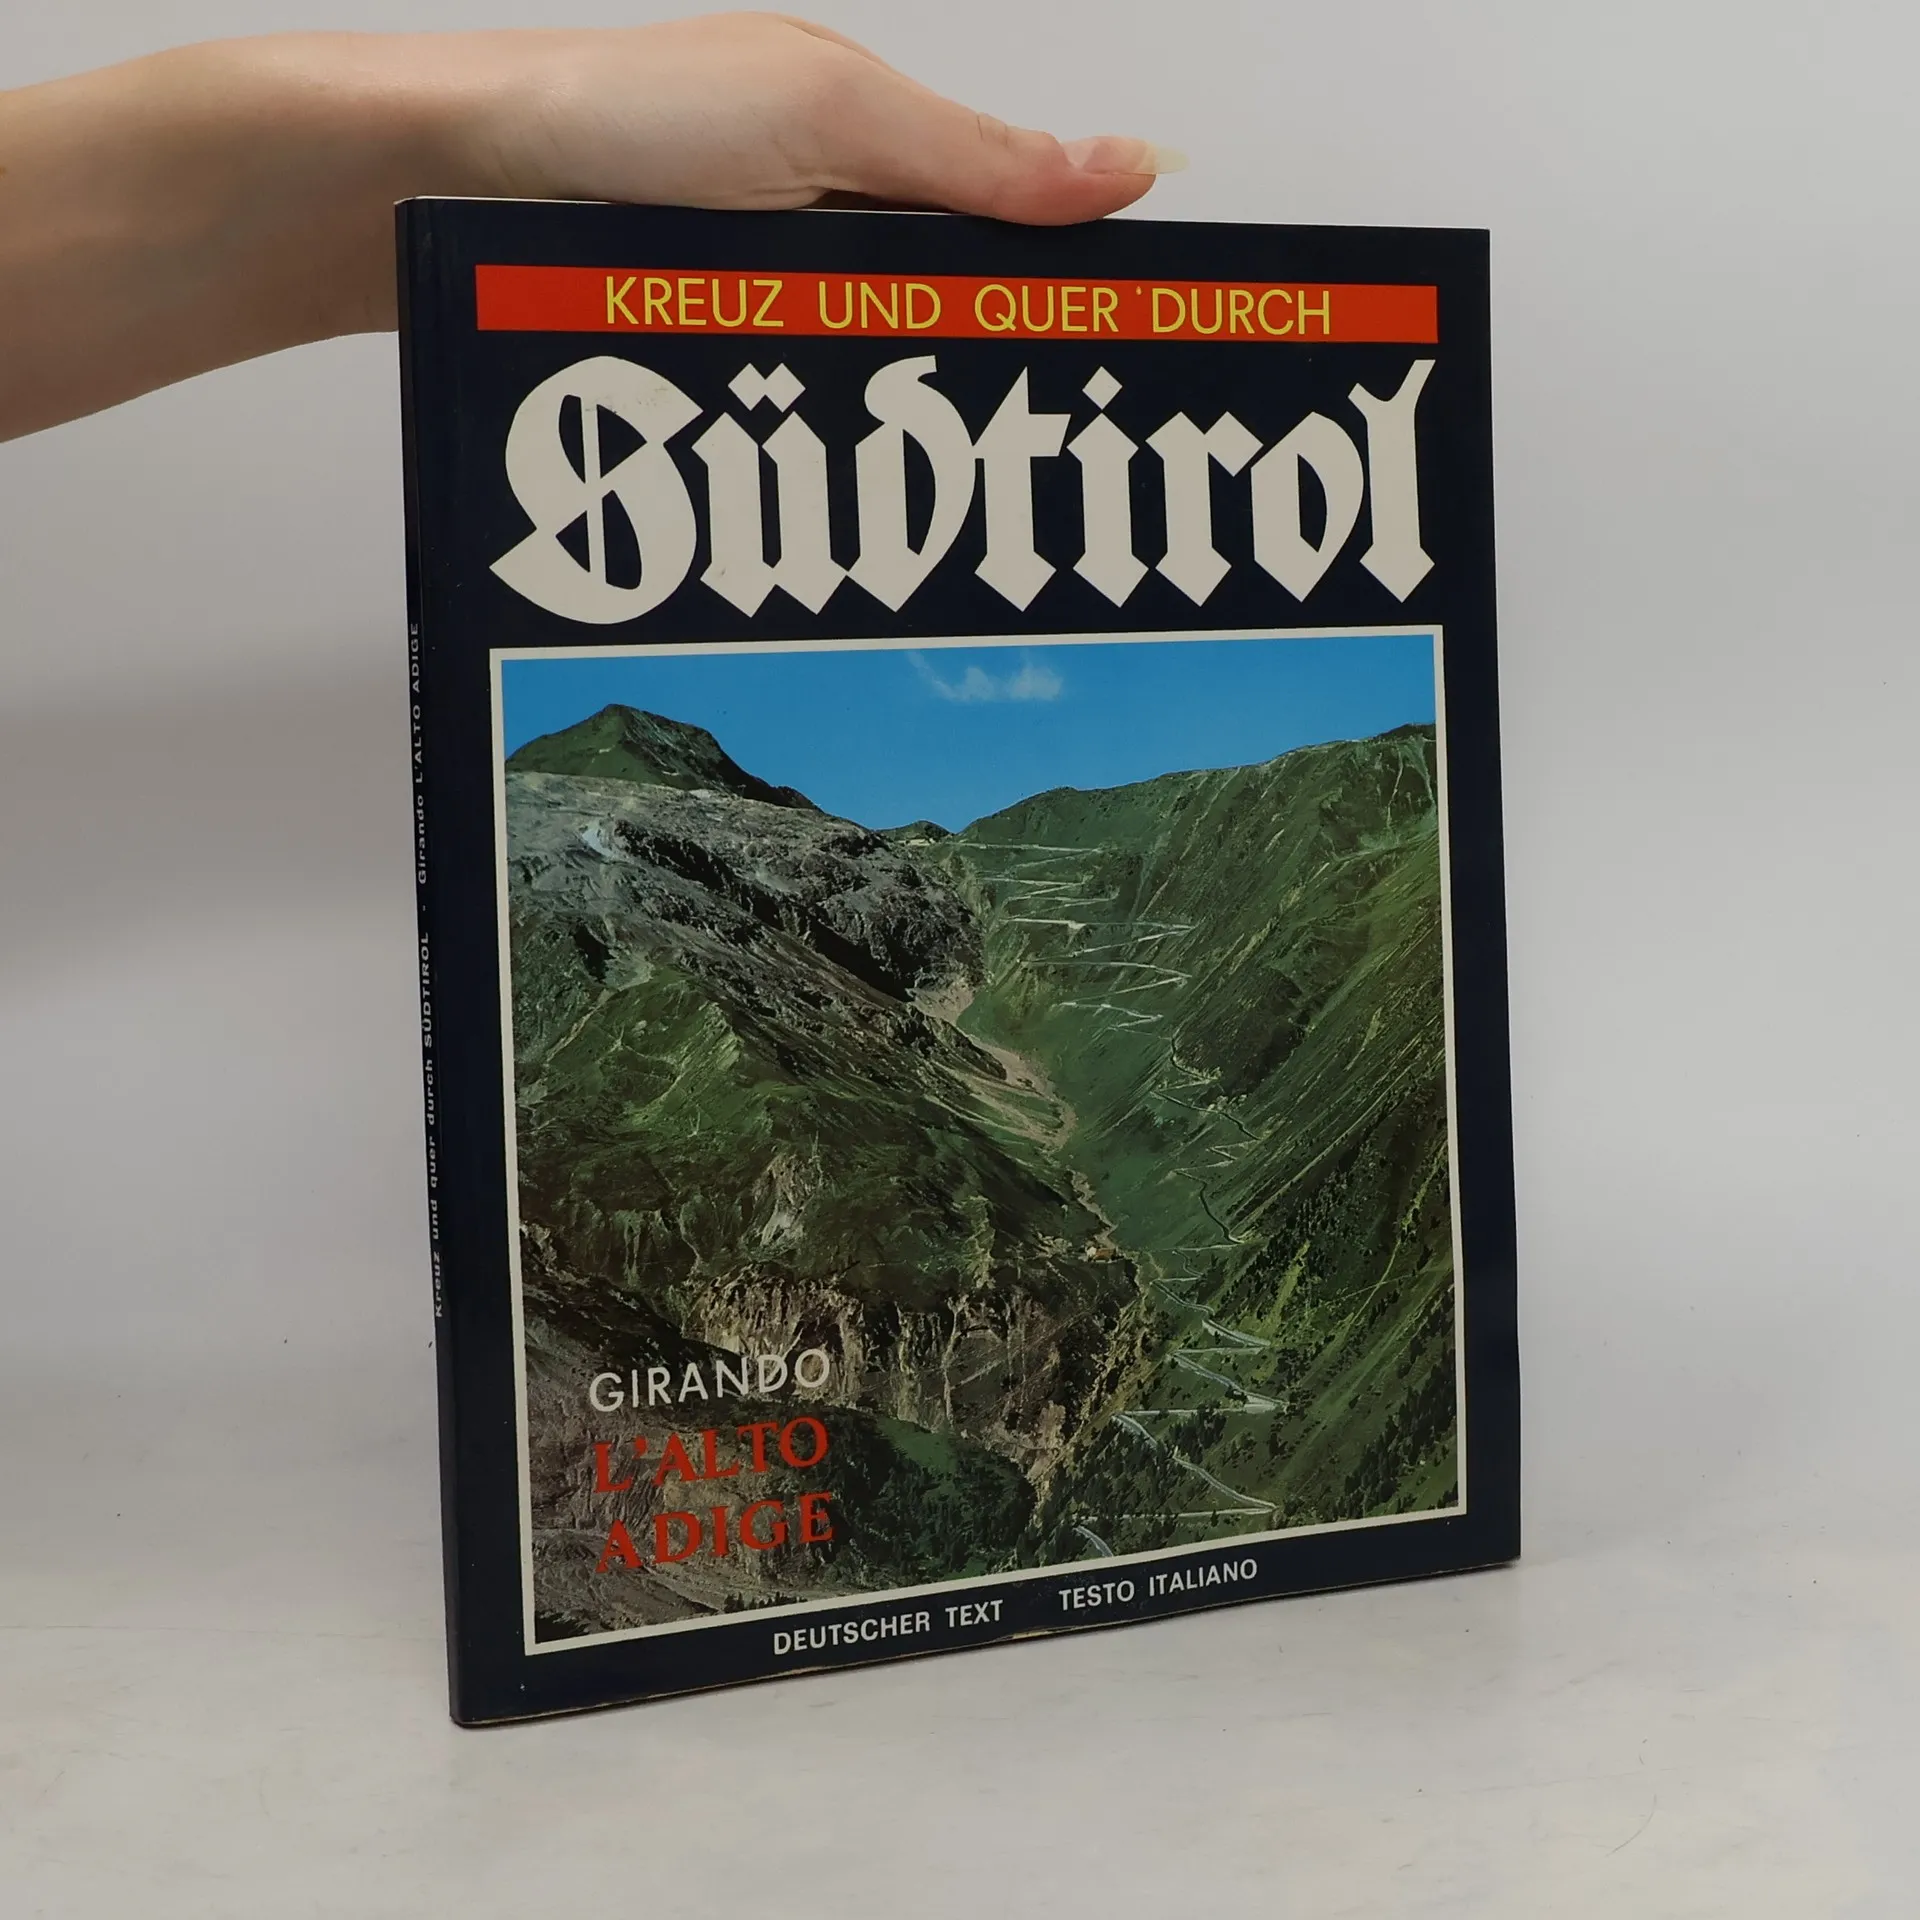 KREUZ UND QUER DURCH
Südtirol
GIRANDO
L'ALTO
ADIGE
DEUTSCHER TEXT TESTO ITALIANO
Kreuz und quer durch SÜDTIROL - Girando L'ALTO ADIGE